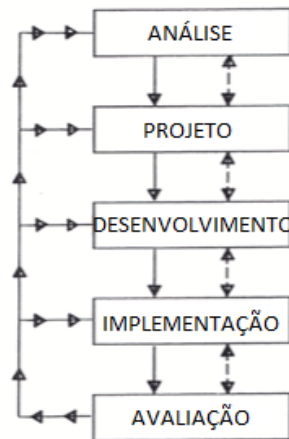 ANÁLISE
PROJETO
DESENVOLVIMENTO
IMPLEMENTAÇÃO
AVALIAÇÃO